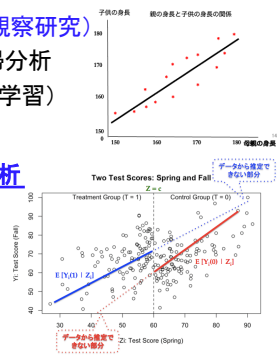 観察研究）
子供の身長
親の身長と子供の身長の関係
帰分析
学習）
180
170
160
150
150
160
170
180
母親の身長
析
データから推定で
きない部分
Two Test Scores: Spring and Fall
Z = c
Treatment Group (T = 1)
Control Group (T = 0)
Yi: Test Score (Fall)
100
90
80
70
60
50
40
E [Yᵢ(1) | Zᵢ]
E [Yᵢ(0) | Zᵢ]
30
40
50
60
70
80
90
Zi: Test Score (Spring)
データから推定で
きない部分